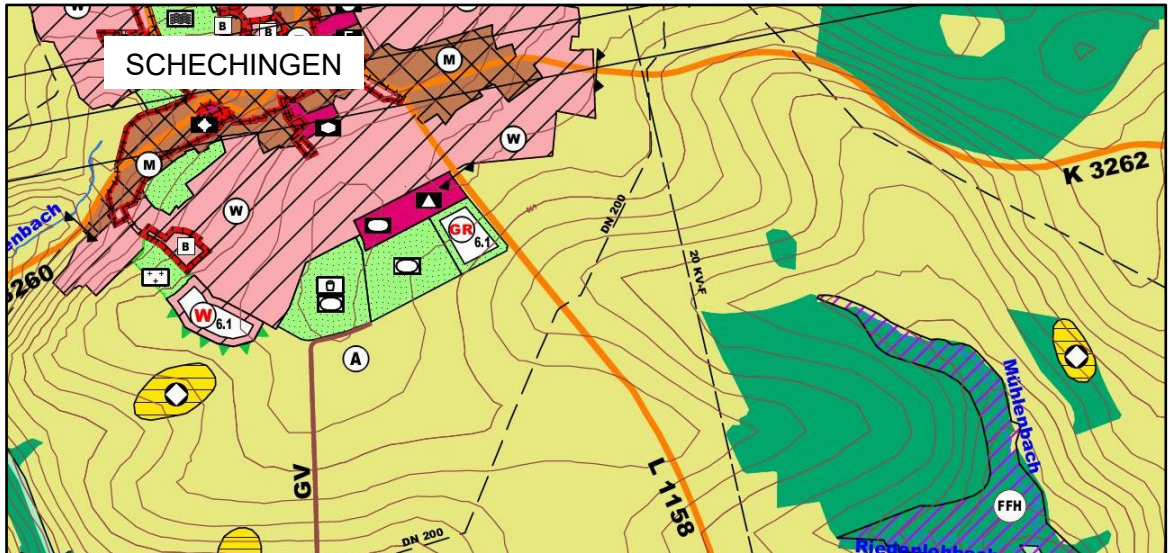 W
W
B
B
SCHECHINGEN
M
W
K 3262
M
DN 200
enbach
W
GR
6.1
B
3260
20 KV-F
W
6.1
A
Mühlenbach
GV
L 1158
FFH
DN 200
Riedenlohbach